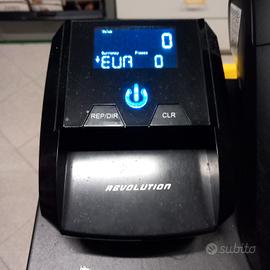 Value
0
Currency Pieces
EUR 0
REP/DIR CLR
REVOLUTION
subito